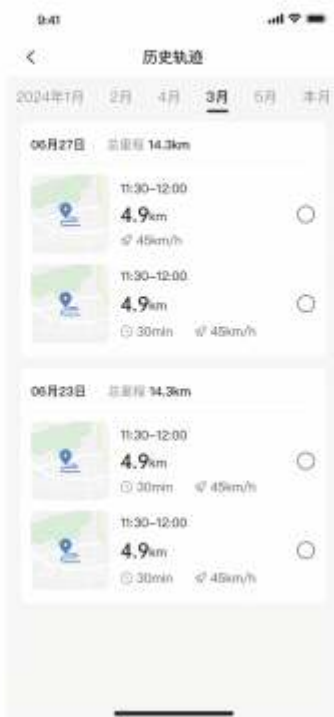 9:41
历史轨迹
2024年1月 2月 4月 3月 5月 本月
06月27日 总里程 14.3km
11:30-12:00
4.9km
45km/h
11:30-12:00
4.9km
30min 45km/h
06月23日 总里程 14.3km
11:30-12:00
4.9km
30min 45km/h
11:30-12:00
4.9km
30min 45km/h